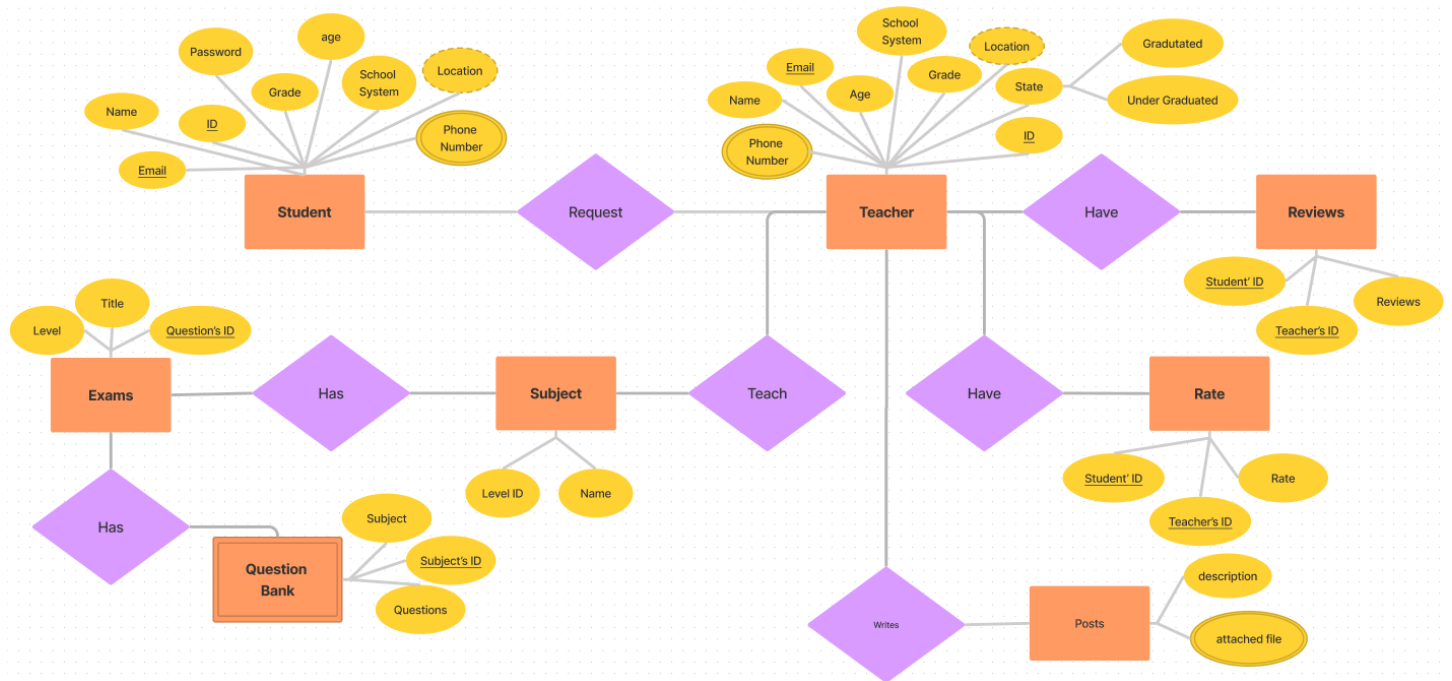 Password
age
School
System
Location
Name
ID
Grade
Phone
Number
Email
Student
Request
School
System
Location
Gradutated
Email
Grade
State
Name
Age
Under Graduated
Phone
Number
ID
Teacher
Have
Reviews
Student' ID
Teacher's ID
Reviews
Title
Level
Question's ID
Exams
Has
Subject
Teach
Have
Rate
Level ID
Name
Student' ID
Rate
Teacher's ID
Has
Question
Bank
Subject
Subject's ID
Questions
Writes
Posts
description
attached file